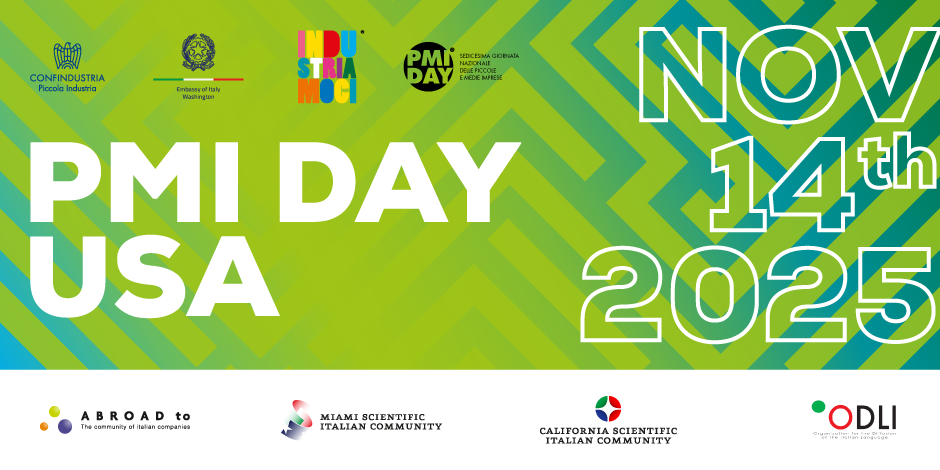 CONFINDUSTRIA
Piccola Industria
Embassy of Italy
Washington
INDU
STRIA
MOCI
PMI
DAY
SEDICESIMA GIORNATA
NAZIONALE
DELLE PICCOLE
E MEDIE IMPRESE
NOV
14th
2025
PMI DAY
USA
ABROAD to
The community of italian companies
MIAMI SCIENTIFIC
ITALIAN COMMUNITY
CALIFORNIA SCIENTIFIC
ITALIAN COMMUNITY
ODLI
Organization for the Diffusion
of the Italian Language